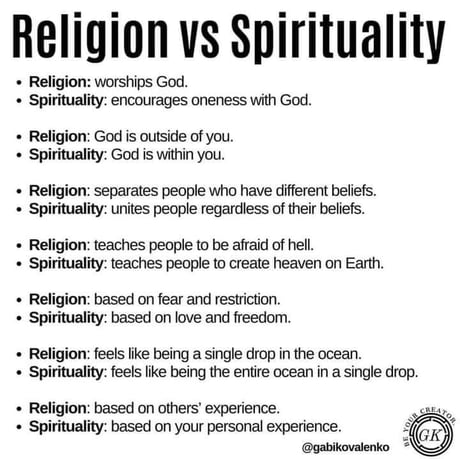 Religion vs Spirituality
• Religion: worships God.
• Spirituality: encourages oneness with God.
• Religion: God is outside of you.
• Spirituality: God is within you.
• Religion: separates people who have different beliefs.
• Spirituality: unites people regardless of their beliefs.
• Religion: teaches people to be afraid of hell.
• Spirituality: teaches people to create heaven on Earth.
• Religion: based on fear and restriction.
• Spirituality: based on love and freedom.
• Religion: feels like being a single drop in the ocean.
• Spirituality: feels like being the entire ocean in a single drop.
• Religion: based on others’ experience.
• Spirituality: based on your personal experience.
@gabikovalenko
BE YOUR CREATOR
GK